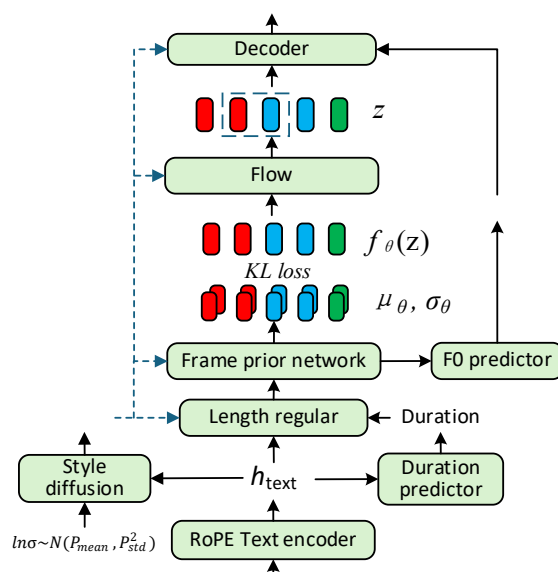 Decoder
z
Flow
f_θ(z)
KL loss
μ_θ, σ_θ
Frame prior network
F0 predictor
Length regular
Duration
Style diffusion
h_text
Duration predictor
lnσ~N(P_mean, P_std^2)
RoPE Text encoder